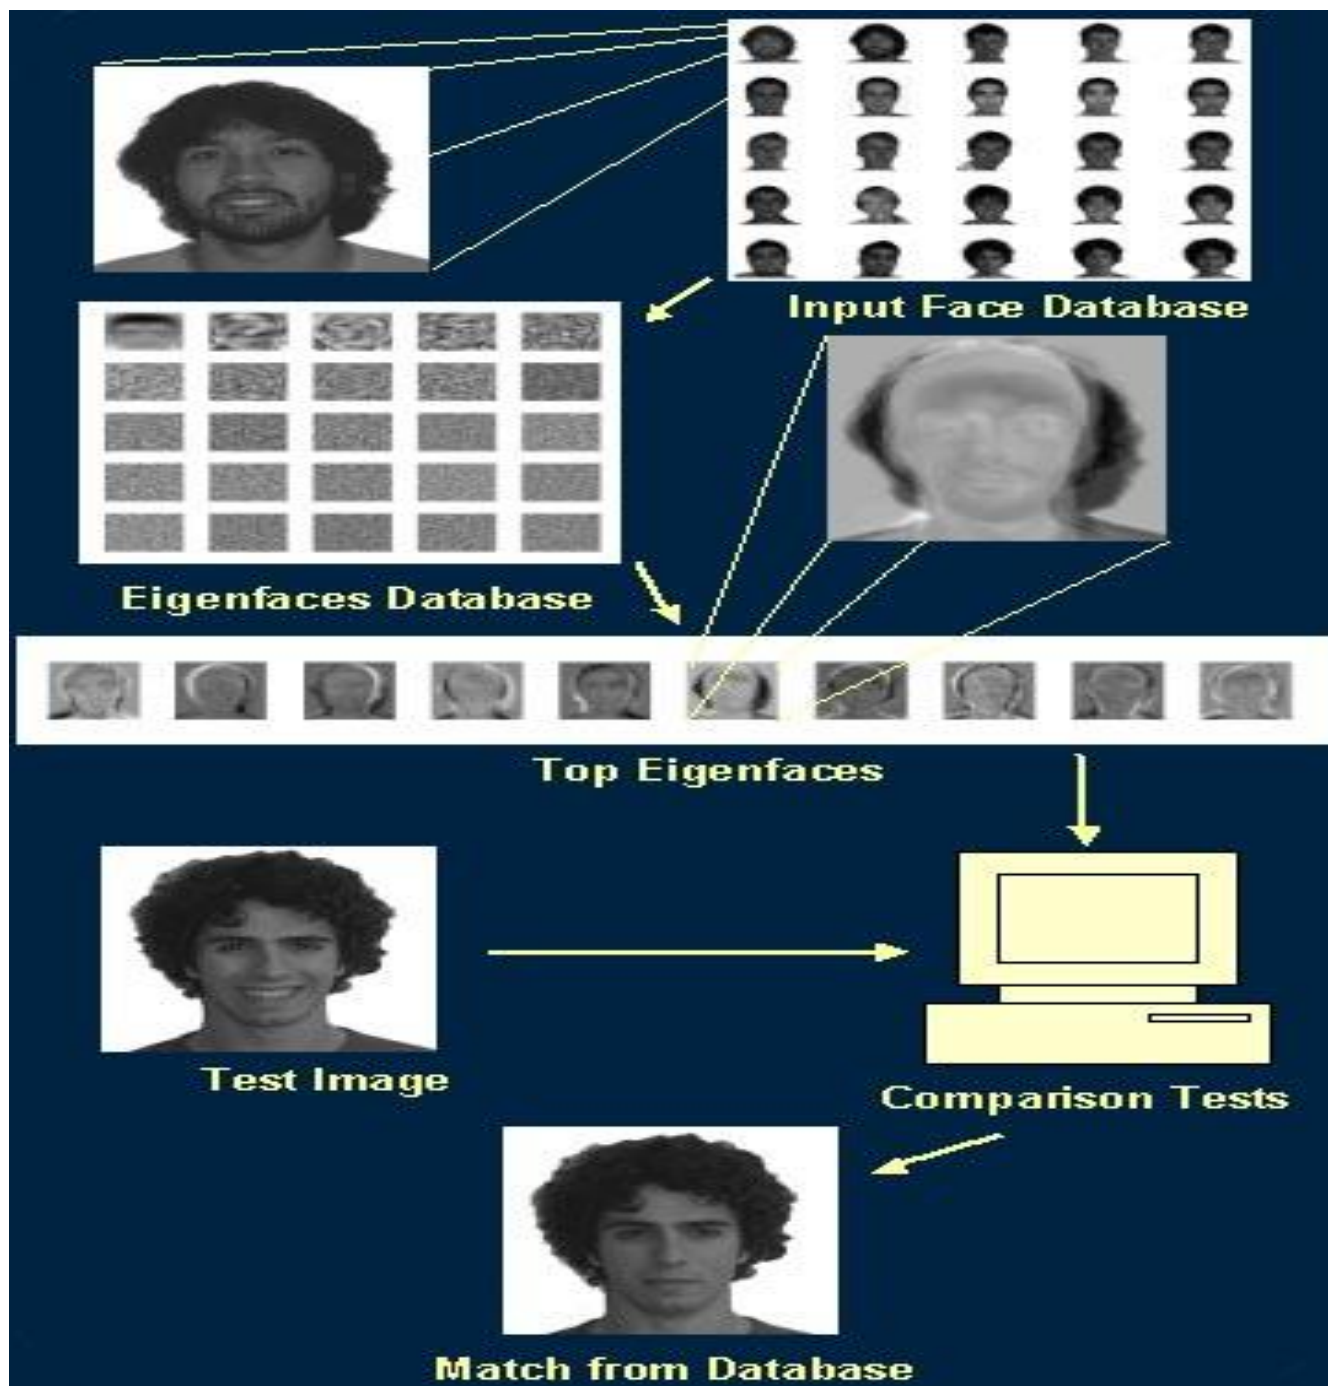 Input Face Database
Eigenfaces Database
Top Eigenfaces
Test Image
Comparison Tests
Match from Database